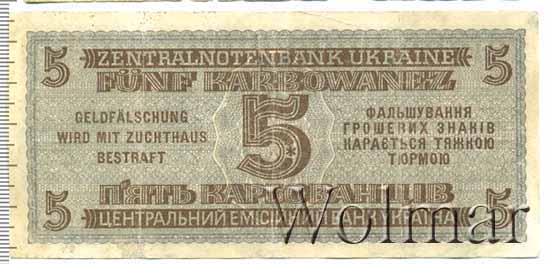 5 ZENTRALNOTENBANK UKRAINE 5
FÜNF KARBOWANEZ
GELDFÄLSCHUNG
WIRD MIT ZUCHTHAUS
BESTRAFT
5
ФАЛЬШУВАННЯ
ГРОШЕВИХ ЗНАКІВ
КАРАЄТЬСЯ ТЯЖКОЮ
ТЮРМОЮ
П'ЯТЬ КАРБОВАНЦІВ
5 ЦЕНТРАЛЬНИЙ ЕМІСІЙНИЙ БАНК УКРАЇНА 5
Wolmar